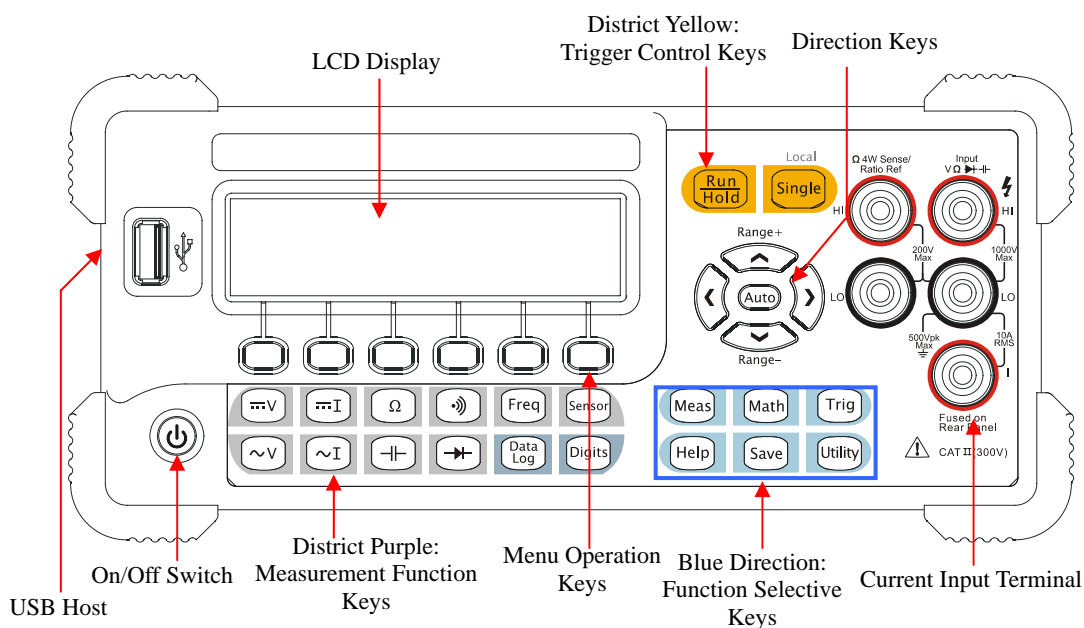 District Yellow:
Trigger Control Keys
Direction Keys
LCD Display
Local
Run
Hold
Single
Ω 4W Sense/
Ratio Ref
Input
V Ω
HI
HI
Range+
200V
Max
1000V
Max
Auto
LO
LO
Range−
500Vpk
Max
10A
RMS
I
Fused on
Rear Panel
CAT II (300V)
V
I
Ω
Freq
Sensor
~V
~I
Data
Log
Digits
Meas
Math
Trig
Help
Save
Utility
On/Off Switch
USB Host
District Purple:
Measurement Function
Keys
Menu Operation
Keys
Blue Direction:
Function Selective
Keys
Current Input Terminal